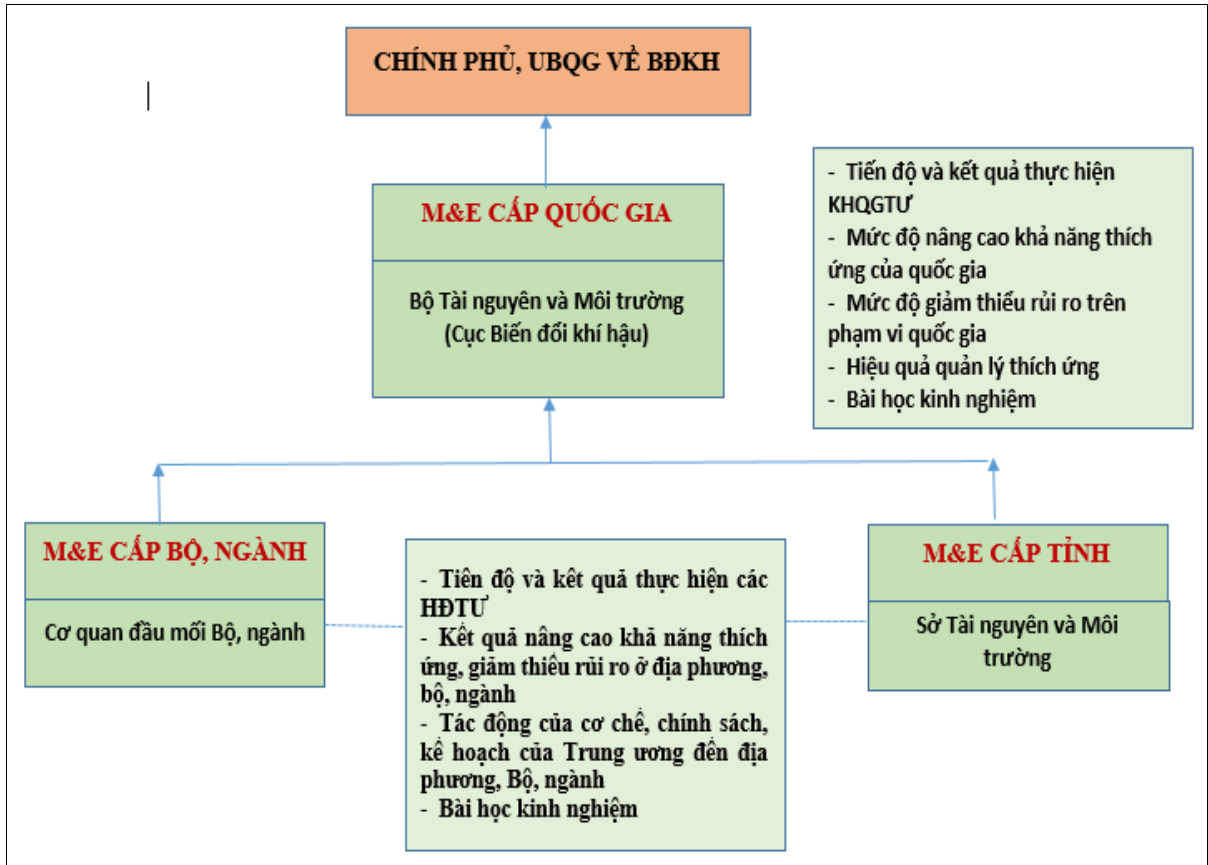 CHÍNH PHỦ, UBQG VỀ BĐKH
M&E CẤP QUỐC GIA
Bộ Tài nguyên và Môi trường
(Cục Biến đổi khí hậu)
- Tiến độ và kết quả thực hiện
KHQGTƯ
- Mức độ nâng cao khả năng thích
ứng của quốc gia
- Mức độ giảm thiểu rủi ro trên
phạm vi quốc gia
- Hiệu quả quản lý thích ứng
- Bài học kinh nghiệm
M&E CẤP BỘ, NGÀNH
Cơ quan đầu mối Bộ, ngành
- Tiến độ và kết quả thực hiện các
HĐTƯ
- Kết quả nâng cao khả năng thích
ứng, giảm thiểu rủi ro ở địa phương,
bộ, ngành
- Tác động của cơ chế, chính sách,
kế hoạch của Trung ương đến địa
phương, Bộ, ngành
- Bài học kinh nghiệm
M&E CẤP TỈNH
Sở Tài nguyên và Môi
trường